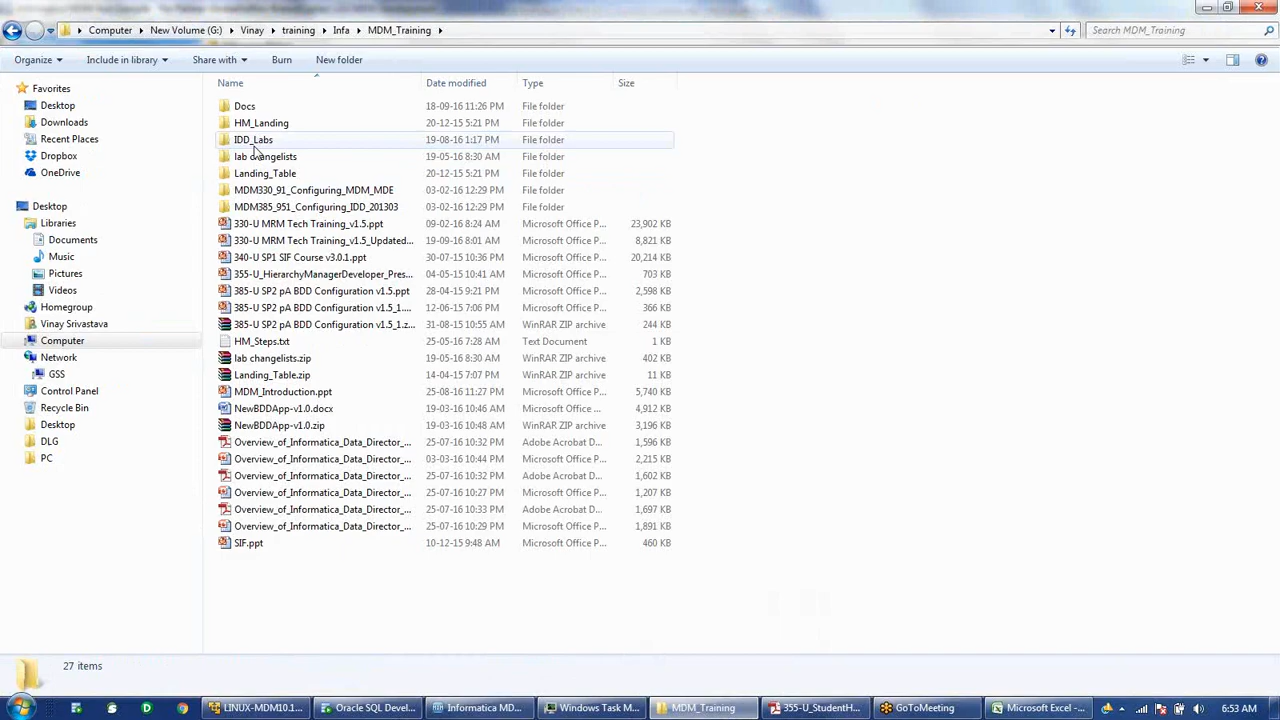 Computer ▸ New Volume (G:) ▸ Vinay ▸ training ▸ Infa ▸ MDM_Training ▸
Search MDM_Training
Organize Include in library Share with Burn New folder
Name Date modified Type Size
Favorites
Desktop
Downloads
Recent Places
Dropbox
OneDrive
Desktop
Libraries
Documents
Music
Pictures
Videos
Homegroup
Vinay Srivastava
Computer
Network
GSS
Control Panel
Recycle Bin
Desktop
DLG
PC
Docs 18-09-16 11:26 PM File folder
HM_Landing 20-12-15 5:21 PM File folder
IDD_Labs 19-08-16 1:17 PM File folder
lab changelists 19-05-16 8:30 AM File folder
Landing_Table 20-12-15 5:21 PM File folder
MDM330_91_Configuring_MDM_MDE 03-02-16 12:29 PM File folder
MDM385_951_Configuring_IDD_201303 03-02-16 12:29 PM File folder
330-U MRM Tech Training_v1.5.ppt 09-02-16 8:24 AM Microsoft Office P... 23,902 KB
330-U MRM Tech Training_v1.5_Updated... 19-09-16 8:01 AM Microsoft Office P... 8,821 KB
340-U SP1 SIF Course v3.0.1.ppt 30-07-15 10:36 PM Microsoft Office P... 20,214 KB
355-U_HierarchyManagerDeveloper_Pres... 04-05-15 10:41 AM Microsoft Office P... 703 KB
385-U SP2 pA BDD Configuration v1.5.ppt 28-04-15 9:21 PM Microsoft Office P... 2,598 KB
385-U SP2 pA BDD Configuration v1.5_1.... 12-06-15 7:06 PM Microsoft Office P... 366 KB
385-U SP2 pA BDD Configuration v1.5_1.z... 31-08-15 10:55 AM WinRAR ZIP archive 244 KB
HM_Steps.txt 25-05-16 7:28 AM Text Document 1 KB
lab changelists.zip 19-05-16 8:30 AM WinRAR ZIP archive 402 KB
Landing_Table.zip 14-04-15 7:07 PM WinRAR ZIP archive 11 KB
MDM_Introduction.ppt 25-08-16 11:27 PM Microsoft Office P... 5,740 KB
NewBDDApp-v1.0.docx 19-03-16 10:46 AM Microsoft Office ... 4,912 KB
NewBDDApp-v1.0.zip 19-03-16 10:48 AM WinRAR ZIP archive 3,196 KB
Overview_of_Informatica_Data_Director_... 25-07-16 10:32 PM Adobe Acrobat D... 1,596 KB
Overview_of_Informatica_Data_Director_... 03-03-16 10:44 PM Microsoft Office P... 2,215 KB
Overview_of_Informatica_Data_Director_... 25-07-16 10:32 PM Adobe Acrobat D... 1,602 KB
Overview_of_Informatica_Data_Director_... 25-07-16 10:27 PM Microsoft Office P... 1,207 KB
Overview_of_Informatica_Data_Director_... 25-07-16 10:33 PM Adobe Acrobat D... 1,697 KB
Overview_of_Informatica_Data_Director_... 25-07-16 10:29 PM Microsoft Office P... 1,891 KB
SIF.ppt 10-12-15 9:48 AM Microsoft Office P... 460 KB
27 items
LINUX-MDM10.1... Oracle SQL Devel... Informatica MD... Windows Task M... MDM_Training 355-U_StudentH... GoToMeeting Microsoft Excel -... 6:53 AM